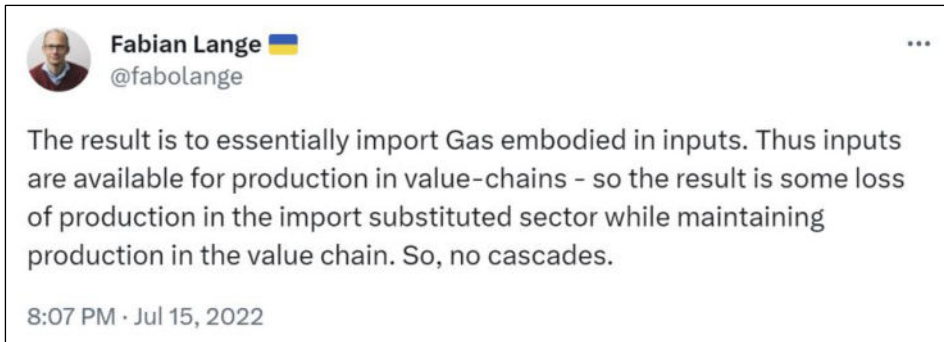 Fabian Lange 🇺🇦
@fabolange
The result is to essentially import Gas embodied in inputs. Thus inputs
are available for production in value-chains - so the result is some loss
of production in the import substituted sector while maintaining
production in the value chain. So, no cascades.
8:07 PM · Jul 15, 2022